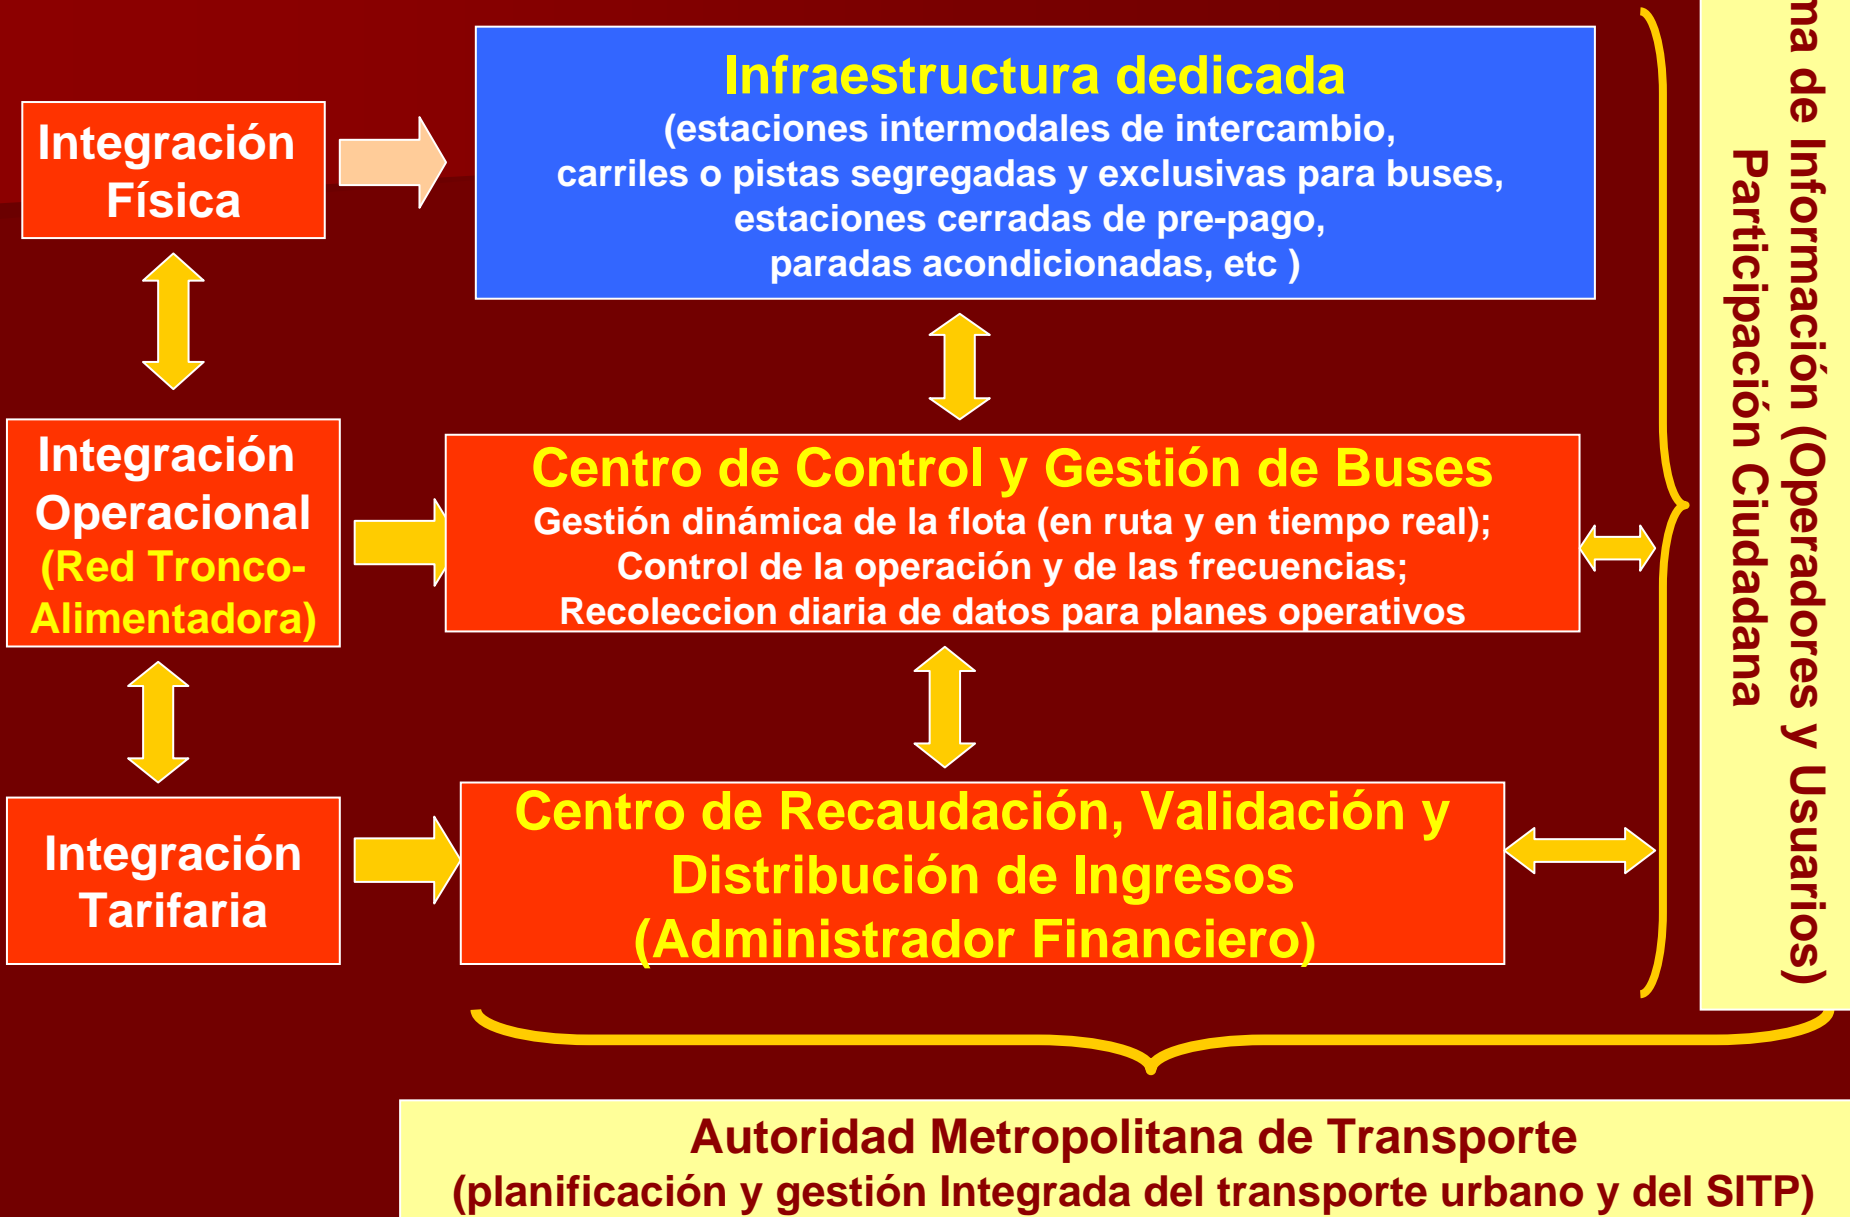 Integración
Física
Infraestructura dedicada
(estaciones intermodales de intercambio,
carriles o pistas segregadas y exclusivas para buses,
estaciones cerradas de pre-pago,
paradas acondicionadas, etc )
Integración
Operacional
(Red Tronco-
Alimentadora)
Centro de Control y Gestión de Buses
Gestión dinámica de la flota (en ruta y en tiempo real);
Control de la operación y de las frecuencias;
Recoleccion diaria de datos para planes operativos
Integración
Tarifaria
Centro de Recaudación, Validación y
Distribución de Ingresos
(Administrador Financiero)
de Información (Operadores y Usuarios)
Participación Ciudadana
Autoridad Metropolitana de Transporte
(planificación y gestión Integrada del transporte urbano y del SITP)